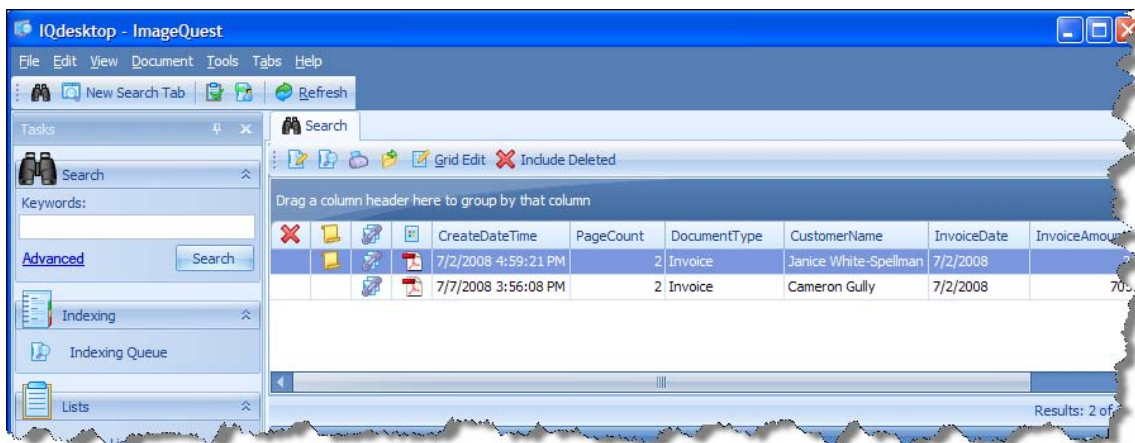 IQdesktop - ImageQuest
File Edit View Document Tools Tabs Help
New Search Tab Refresh
Tasks
Search
Search
Keywords:
Grid Edit Include Deleted
Drag a column header here to group by that column
CreateDateTime PageCount DocumentType CustomerName InvoiceDate
Advanced Search
7/2/2008 4:59:21 PM 2 Invoice Janice White-Spellman 7/2/2008
7/7/2008 3:56:08 PM 2 Invoice Cameron Gully 7/2/2008
Indexing
Indexing Queue
Lists
Results: 2 of